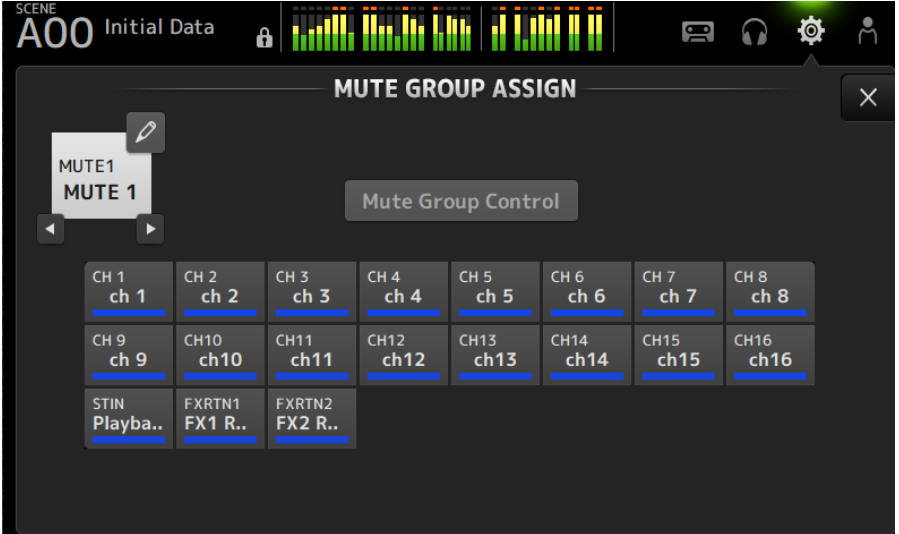 SCENE
A00 Initial Data
MUTE GROUP ASSIGN
MUTE1
MUTE 1
Mute Group Control
CH 1 CH 2 CH 3 CH 4 CH 5 CH 6 CH 7 CH 8
ch 1 ch 2 ch 3 ch 4 ch 5 ch 6 ch 7 ch 8
CH 9 CH10 CH11 CH12 CH13 CH14 CH15 CH16
ch 9 ch10 ch11 ch12 ch13 ch14 ch15 ch16
STIN FXRTN1 FXRTN2
Playba.. FX1 R.. FX2 R..